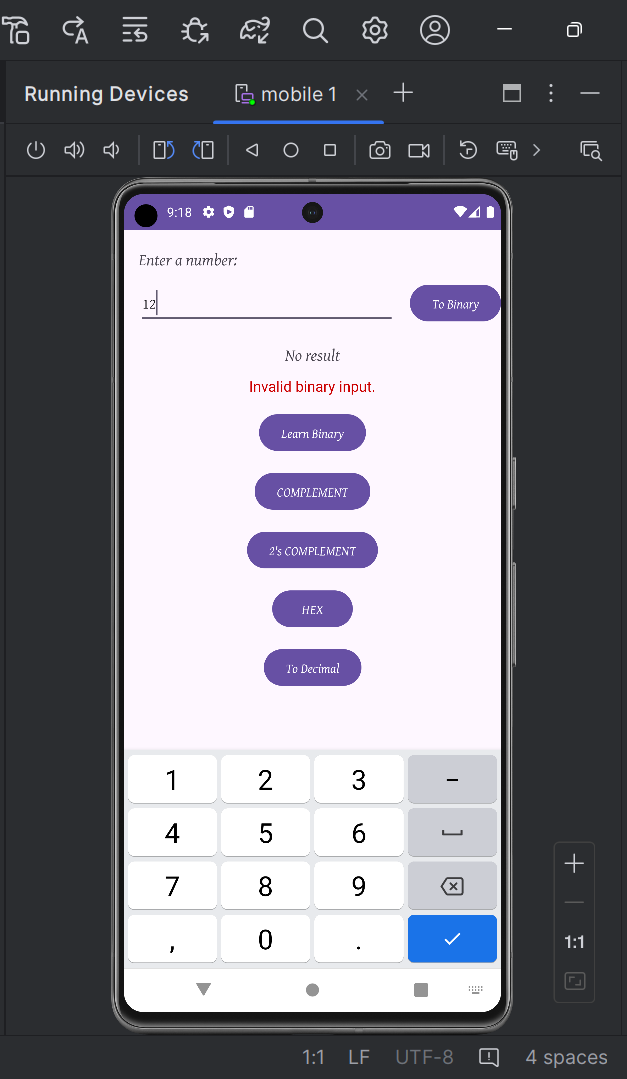 Running Devices mobile 1
9:18
Enter a number:
12 To Binary
No result
Invalid binary input.
Learn Binary
COMPLEMENT
2's COMPLEMENT
HEX
To Decimal
1 2 3 −
4 5 6
7 8 9
, 0 .
1:1
1:1 LF UTF-8 4 spaces